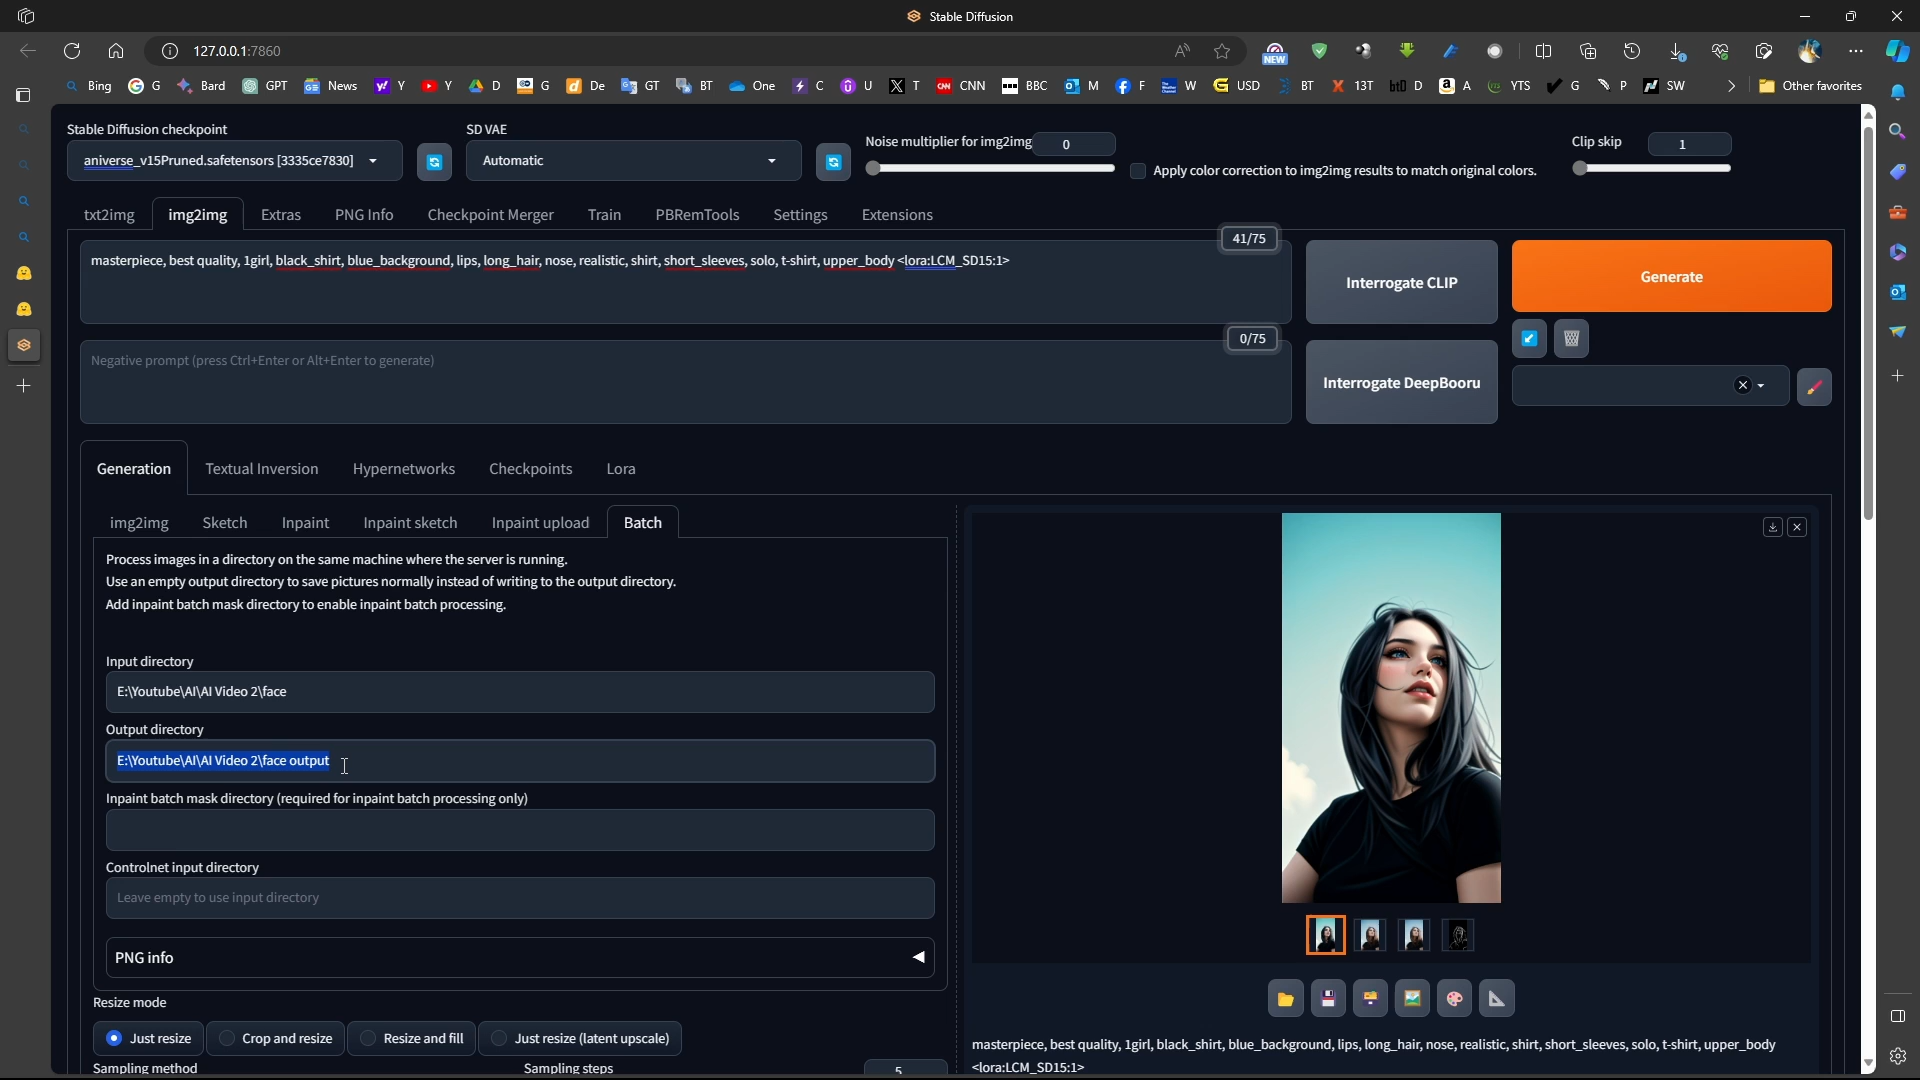 Stable Diffusion
127.0.0.1:7860
NEW
Bing G Bard GPT News Y Y D G De GT BT One C U T CNN BBC M F W USD BT 13T D A YTS G P SW Other favorites
Stable Diffusion checkpoint
SD VAE
aniverse_v15Pruned.safetensors [3335ce7830]
Automatic
Noise multiplier for img2img
0
Apply color correction to img2img results to match original colors.
Clip skip
1
txt2img img2img Extras PNG Info Checkpoint Merger Train PBRemTools Settings Extensions
41/75
masterpiece, best quality, 1girl, black_shirt, blue_background, lips, long_hair, nose, realistic, shirt, short_sleeves, solo, t-shirt, upper_body <lora:LCM_SD15:1>
Interrogate CLIP
Generate
0/75
Negative prompt (press Ctrl+Enter or Alt+Enter to generate)
Interrogate DeepBooru
Generation Textual Inversion Hypernetworks Checkpoints Lora
img2img Sketch Inpaint Inpaint sketch Inpaint upload Batch
Process images in a directory on the same machine where the server is running.
Use an empty output directory to save pictures normally instead of writing to the output directory.
Add inpaint batch mask directory to enable inpaint batch processing.
Input directory
E:\Youtube\AI\AI Video 2\face
Output directory
E:\Youtube\AI\AI Video 2\face output
Inpaint batch mask directory (required for inpaint batch processing only)
Controlnet input directory
Leave empty to use input directory
PNG info
Resize mode
Just resize Crop and resize Resize and fill Just resize (latent upscale)
Sampling method
Sampling steps
5
masterpiece, best quality, 1girl, black_shirt, blue_background, lips, long_hair, nose, realistic, shirt, short_sleeves, solo, t-shirt, upper_body
<lora:LCM_SD15:1>